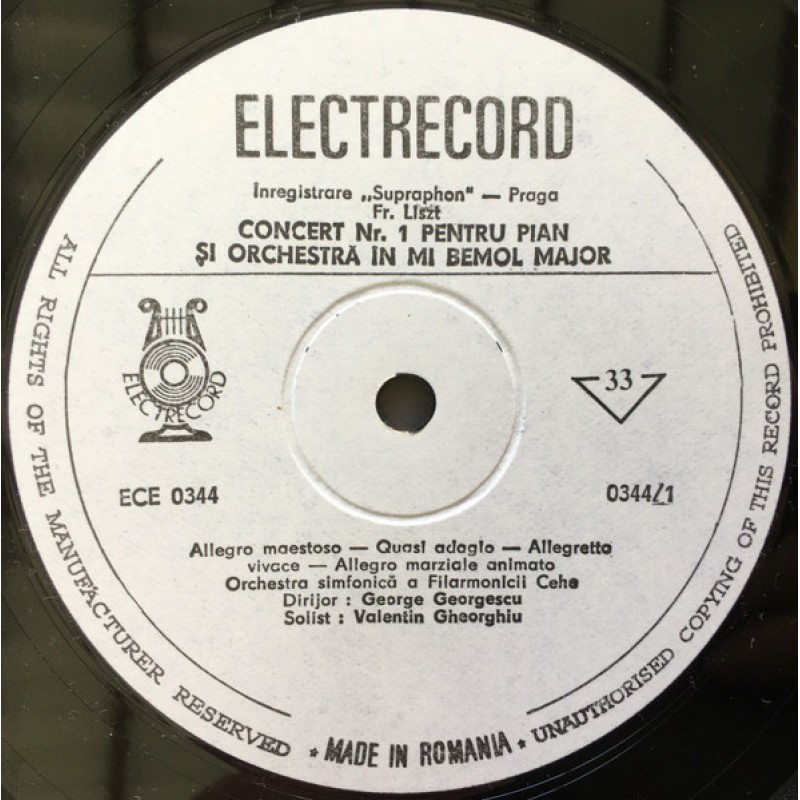 ELECTRECORD
Inregistrare „Supraphon" — Praga
Fr. Liszt
CONCERT Nr. 1 PENTRU PIAN
ȘI ORCHESTRĂ ÎN MI BEMOL MAJOR
ELECTRECORD
33
ECE 0344
0344/1
Allegro maestoso — Quasi adagio — Allegretto
vivace — Allegro marziale animato
Orchestra simfonică a Filarmonicii Cehe
Dirijor : George Georgescu
Solist : Valentin Gheorghiu
ALL RIGHTS OF THE MANUFACTURER RESERVED * MADE IN ROMANIA * UNAUTHORISED COPYING OF THIS RECORD PROHIBITED